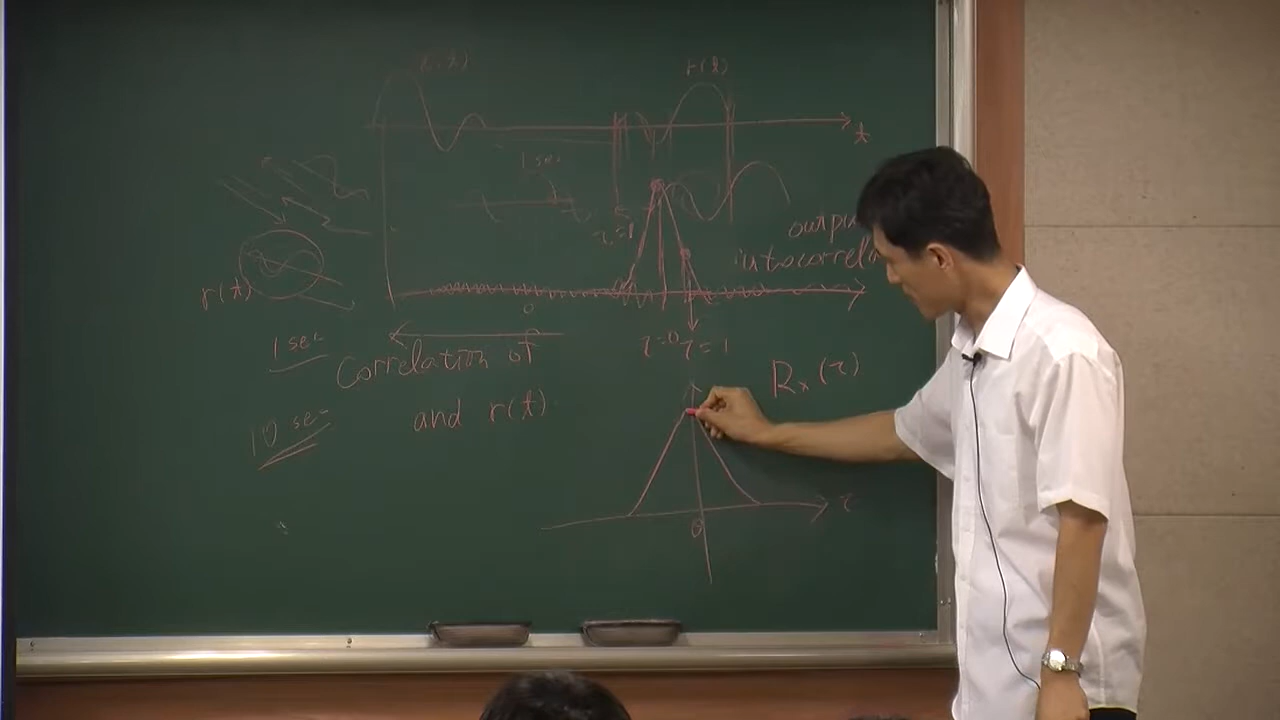 r(t)
t
1 sec
τ=1
output
autocorrela
r(t)
0
τ=0 τ=1
1 sec
Correlation of
and r(t)
10 sec
Rx(τ)
τ
0